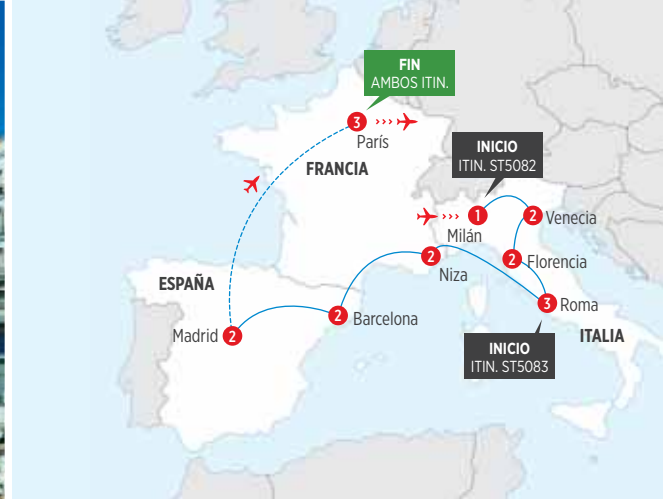 FIN
AMBOS ITIN.
3
París
FRANCIA
INICIO
ITIN. ST5082
1
Milán
2
Venecia
2
Florencia
2
Niza
ESPAÑA
3
Roma
2
Barcelona
Madrid
2
ITALIA
INICIO
ITIN. ST5083